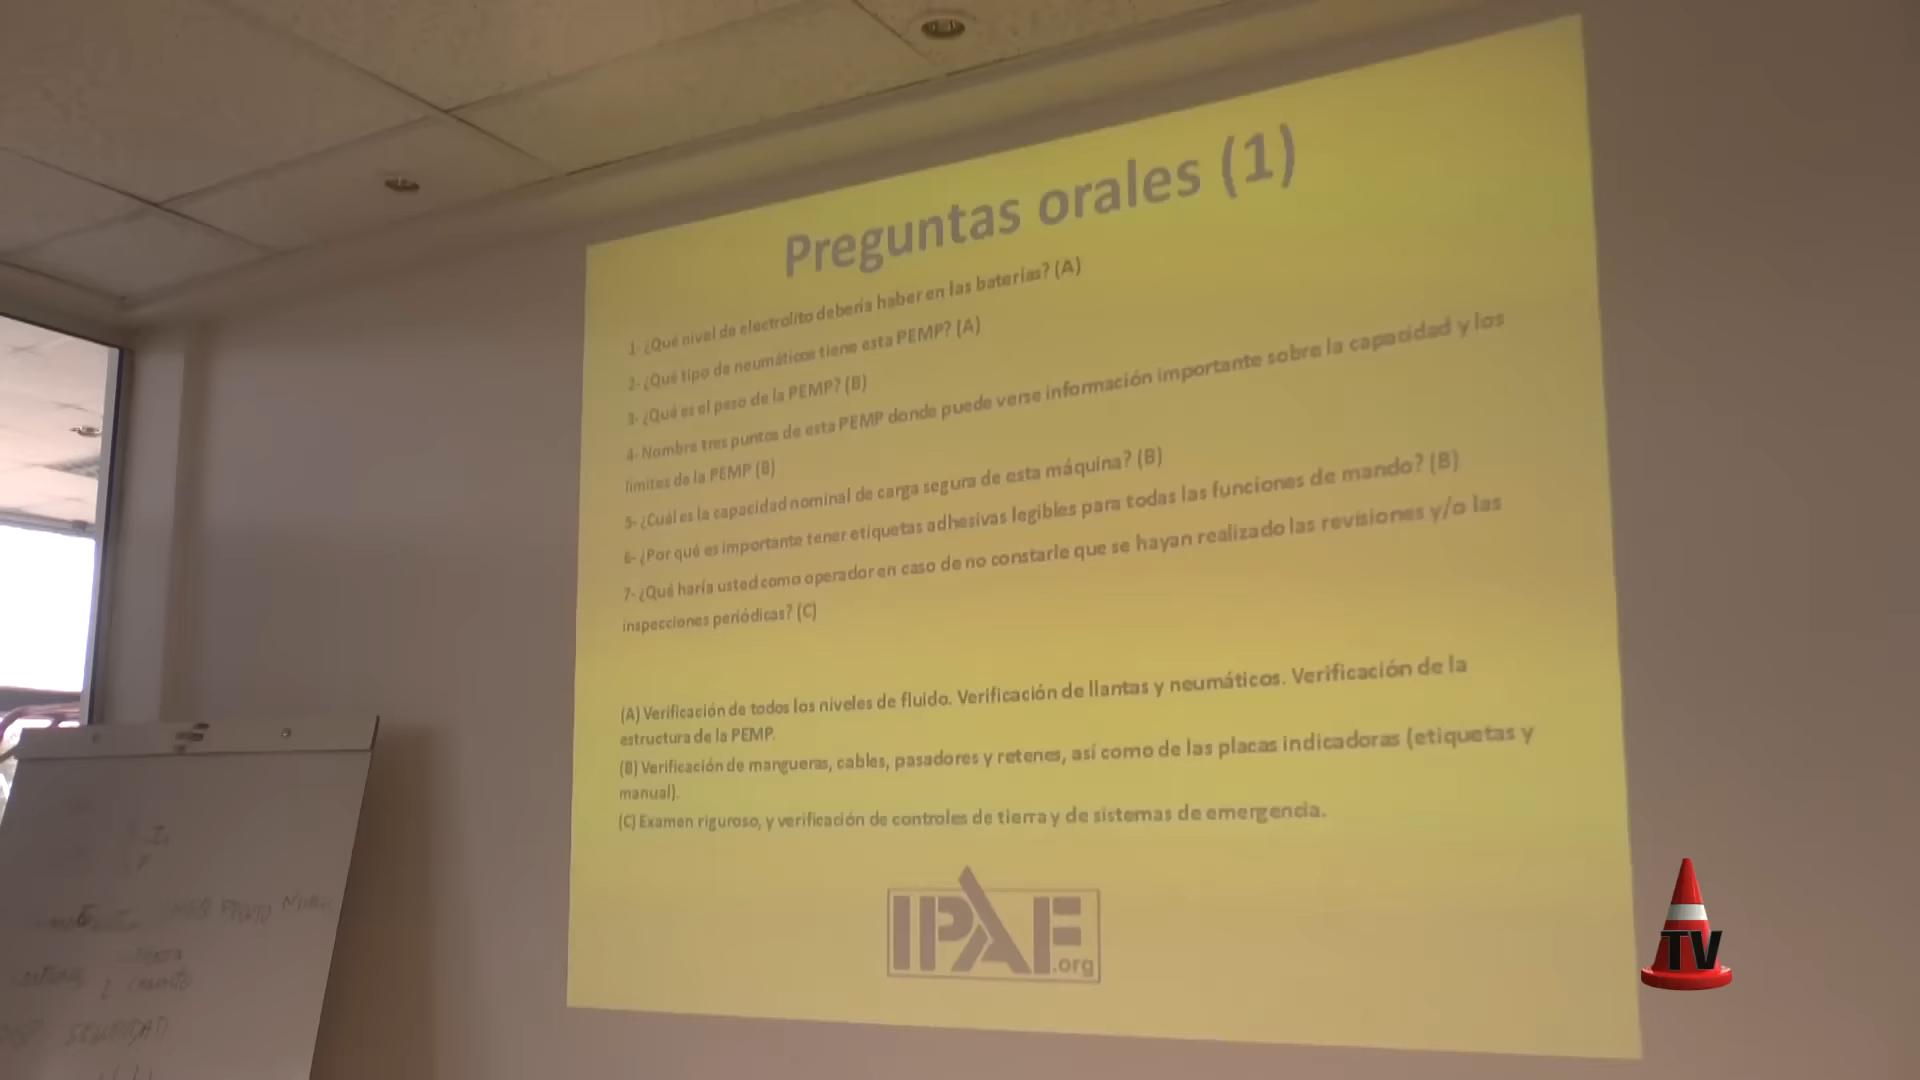 Preguntas orales (1)
1- ¿Qué nivel de electrolito debería haber en las baterías? (A)
2- ¿Qué tipo de neumáticos tiene esta PEMP? (A)
3- ¿Qué es el peso de la PEMP? (B)
4- Nombre tres puntos de esta PEMP donde puede verse información importante sobre la capacidad y los
límites de la PEMP (B)
5- ¿Cuál es la capacidad nominal de carga segura de esta máquina? (B)
6- ¿Por qué es importante tener etiquetas adhesivas legibles para todas las funciones de mando? (B)
7- ¿Qué haría usted como operador en caso de no constarle que se hayan realizado las revisiones y/o las
inspecciones periódicas? (C)
(A) Verificación de todos los niveles de fluido. Verificación de llantas y neumáticos. Verificación de la
estructura de la PEMP.
(B) Verificación de mangueras, cables, pasadores y retenes, así como de las placas indicadoras (etiquetas y
manual).
(C) Examen riguroso, y verificación de controles de tierra y de sistemas de emergencia.
IPAF
.org
TV
SEGURIDAD